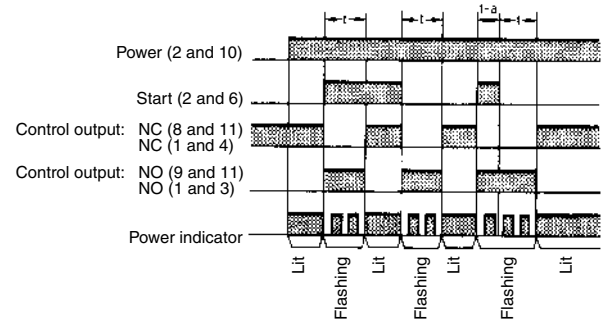 t t 1-a t
Power (2 and 10)
Start (2 and 6)
Control output: NC (8 and 11)
NC (1 and 4)
Control output: NO (9 and 11)
NO (1 and 3)
Power indicator
Lit Flashing Lit Flashing Lit Flashing Lit